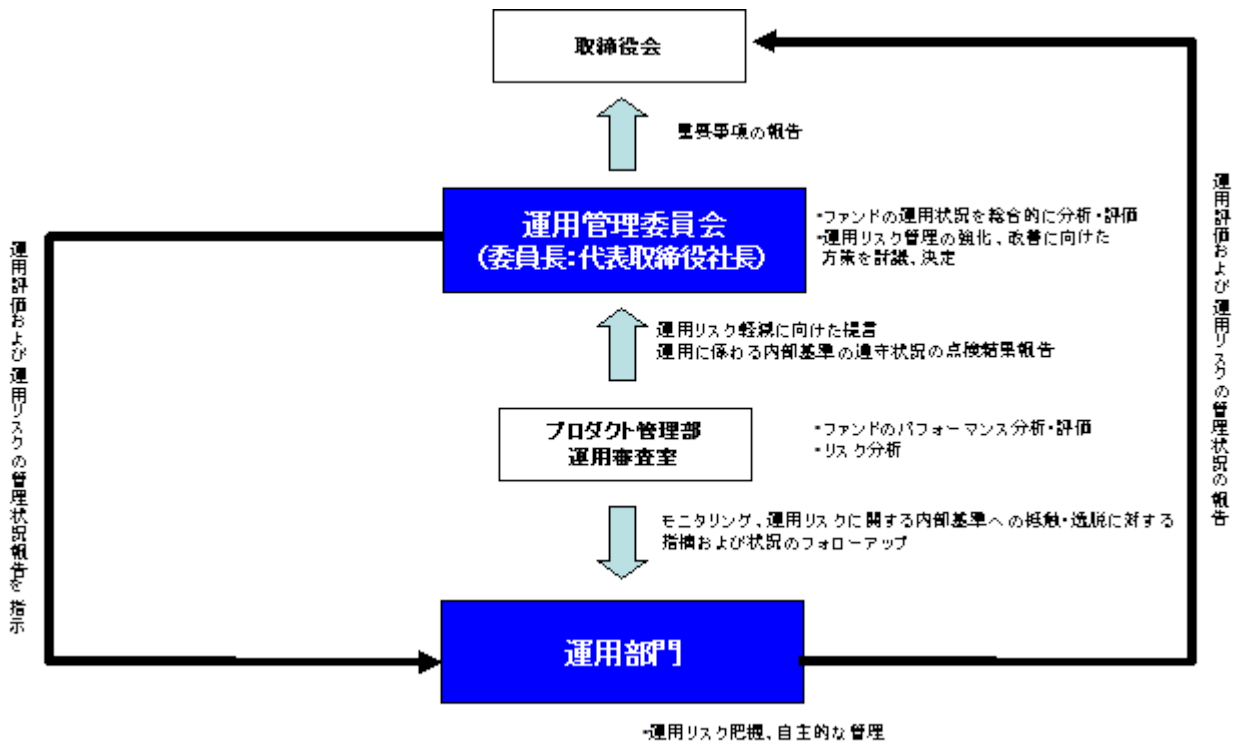 取締役会
重要事項の報告
運用管理委員会
(委員長:代表取締役社長)
・ファンドの運用状況を総合的に分析・評価
・運用リスク管理の強化、改善に向けた
方策を討議、決定
運用リスク軽減に向けた提言
運用に係わる内部基準の遵守状況の点検結果報告
プロダクト管理部
運用審査室
・ファンドのパフォーマンス分析・評価
・リスク分析
モニタリング、運用リスクに関する内部基準への抵触・逸脱に対する
指摘および状況のフォローアップ
運用部門
・運用リスク把握、自主的な管理
運用評価および運用リスクの管理状況報告を指示
運用評価および運用リスクの管理状況の報告